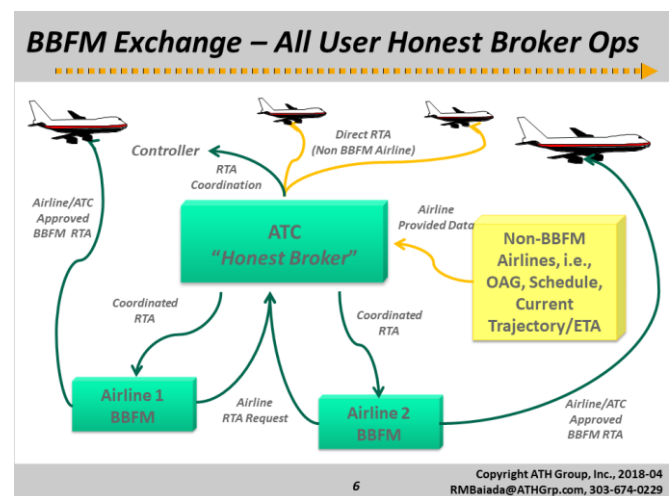 BBFM Exchange – All User Honest Broker Ops
Direct RTA
(Non BBFM Airline)
Controller
RTA
Coordination
Airline/ATC
Approved
BBFM RTA
ATC
“Honest Broker”
Airline
Provided Data
Non-BBFM
Airlines, i.e.,
OAG, Schedule,
Current
Trajectory/ETA
Coordinated
RTA
Coordinated
RTA
Airline 1
BBFM
Airline
RTA Request
Airline 2
BBFM
Airline/ATC
Approved
BBFM RTA
6
Copyright ATH Group, Inc., 2018-04
RMBaiada@ATHGrp.com, 303-674-0229